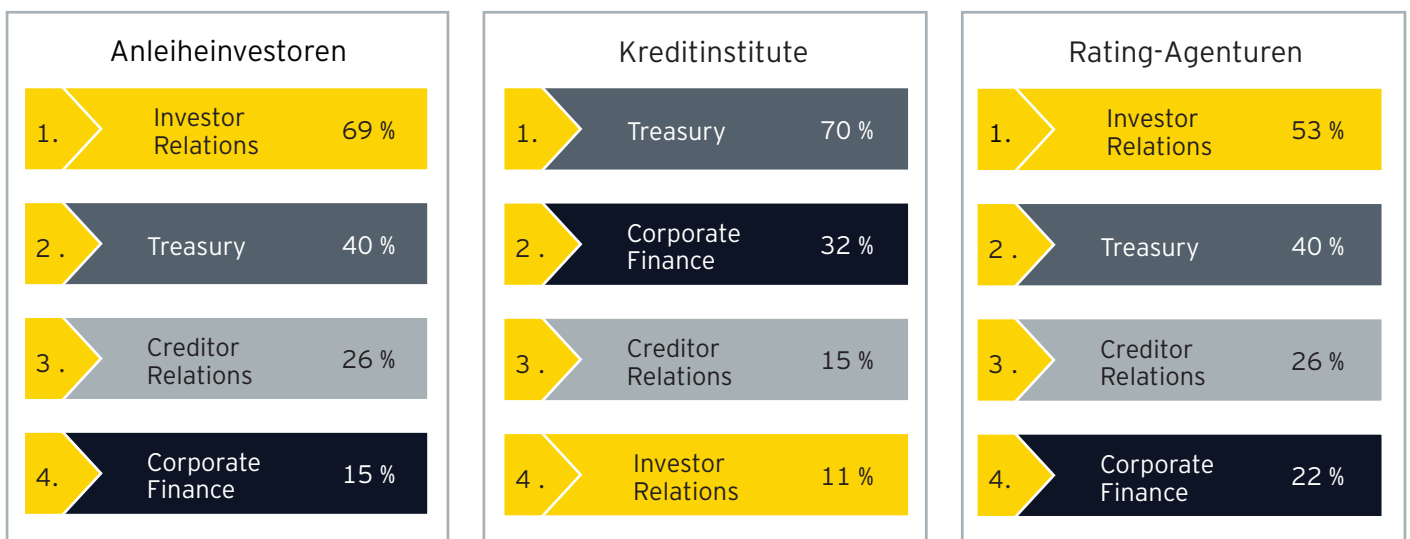 Anleiheinvestoren
1.
Investor
Relations
69 %
2 .
Treasury
40 %
3 .
Creditor
Relations
26 %
4.
Corporate
Finance
15 %
Kreditinstitute
1.
Treasury
70 %
2 .
Corporate
Finance
32 %
3 .
Creditor
Relations
15 %
4 .
Investor
Relations
11 %
Rating-Agenturen
1.
Investor
Relations
53 %
2 .
Treasury
40 %
3 .
Creditor
Relations
26 %
4.
Corporate
Finance
22 %